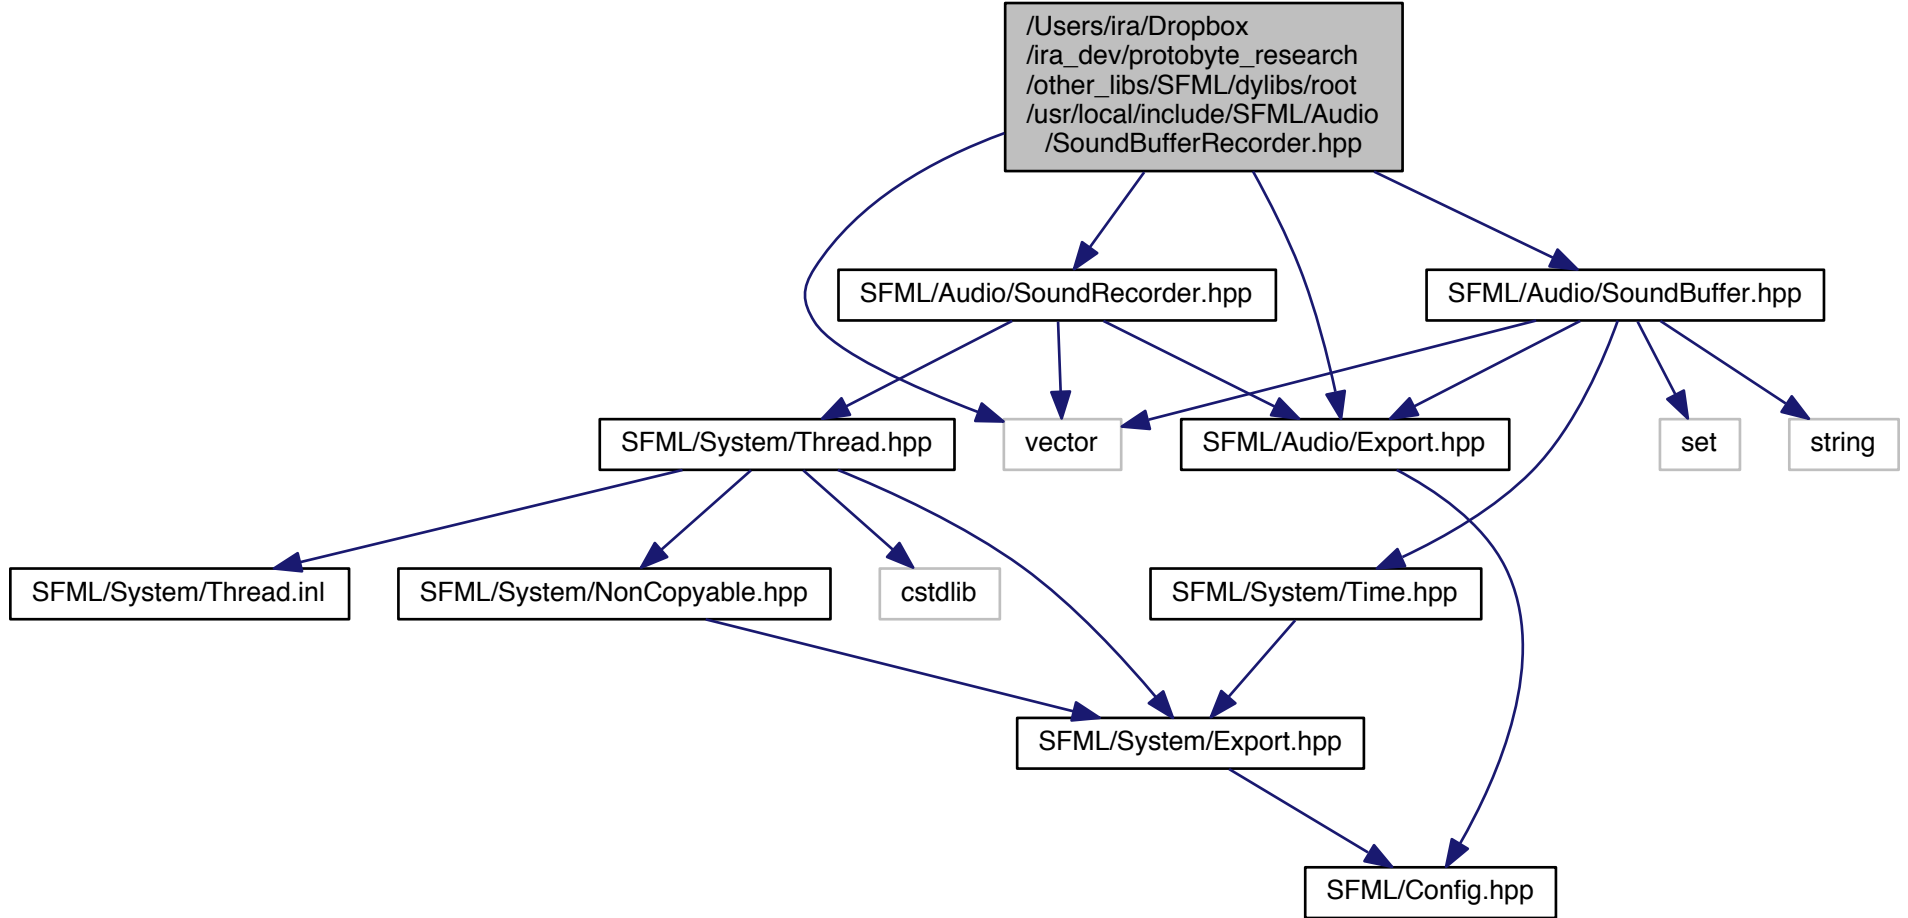 /Users/ira/Dropbox
/ira_dev/protobyte_research
/other_libs/SFML/dylibs/root
/usr/local/include/SFML/Audio
/SoundBufferRecorder.hpp
SFML/Audio/SoundRecorder.hpp
SFML/Audio/SoundBuffer.hpp
SFML/System/Thread.hpp
vector
SFML/Audio/Export.hpp
set
string
SFML/System/Thread.inl
SFML/System/NonCopyable.hpp
cstdlib
SFML/System/Time.hpp
SFML/System/Export.hpp
SFML/Config.hpp